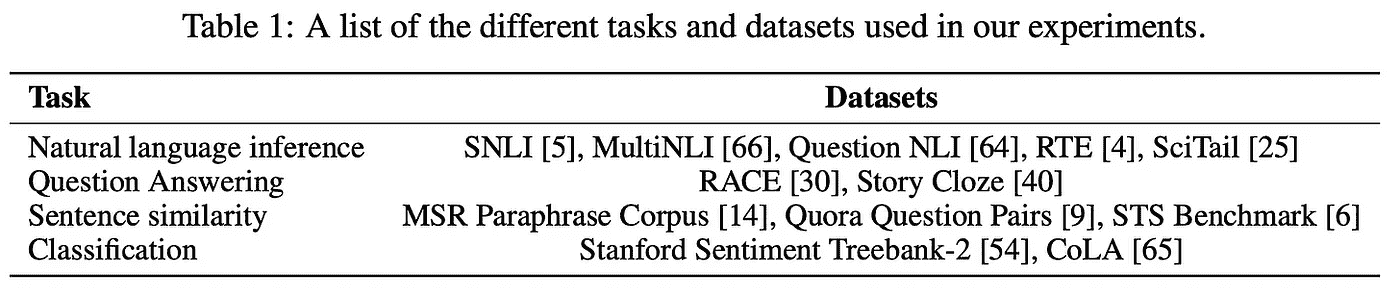 Table 1: A list of the different tasks and datasets used in our experiments.
Task Datasets
Natural language inference SNLI [5], MultiNLI [66], Question NLI [64], RTE [4], SciTail [25]
Question Answering RACE [30], Story Cloze [40]
Sentence similarity MSR Paraphrase Corpus [14], Quora Question Pairs [9], STS Benchmark [6]
Classification Stanford Sentiment Treebank-2 [54], CoLA [65]